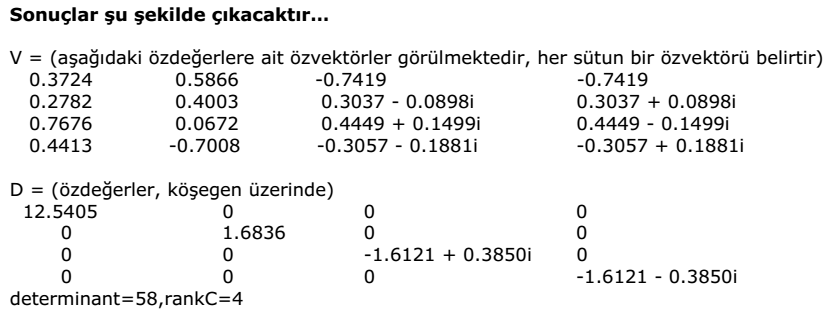 Sonuçlar şu şekilde çıkacaktır...
V = (aşağıdaki özdeğerlere ait özvektörler görülmektedir, her sütun bir özvektörü belirtir)
0.3724 0.5866 -0.7419 -0.7419
0.2782 0.4003 0.3037 - 0.0898i 0.3037 + 0.0898i
0.7676 0.0672 0.4449 + 0.1499i 0.4449 - 0.1499i
0.4413 -0.7008 -0.3057 - 0.1881i -0.3057 + 0.1881i
D = (özdeğerler, köşegen üzerinde)
12.5405 0 0 0
0 1.6836 0 0
0 0 -1.6121 + 0.3850i 0
0 0 0 -1.6121 - 0.3850i
determinant=58,rankC=4